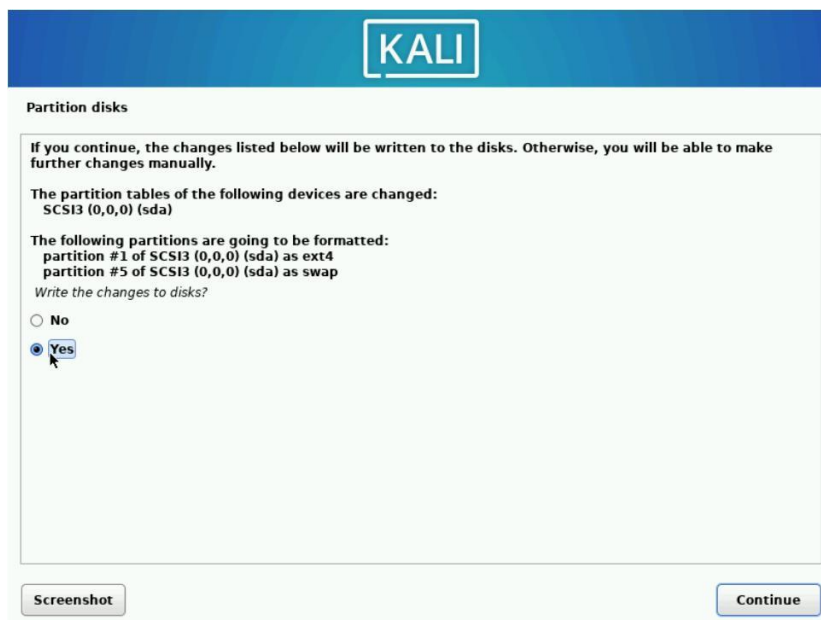 KALI
Partition disks
If you continue, the changes listed below will be written to the disks. Otherwise, you will be able to make
further changes manually.
The partition tables of the following devices are changed:
SCSI3 (0,0,0) (sda)
The following partitions are going to be formatted:
partition #1 of SCSI3 (0,0,0) (sda) as ext4
partition #5 of SCSI3 (0,0,0) (sda) as swap
Write the changes to disks?
No
Yes
Screenshot
Continue